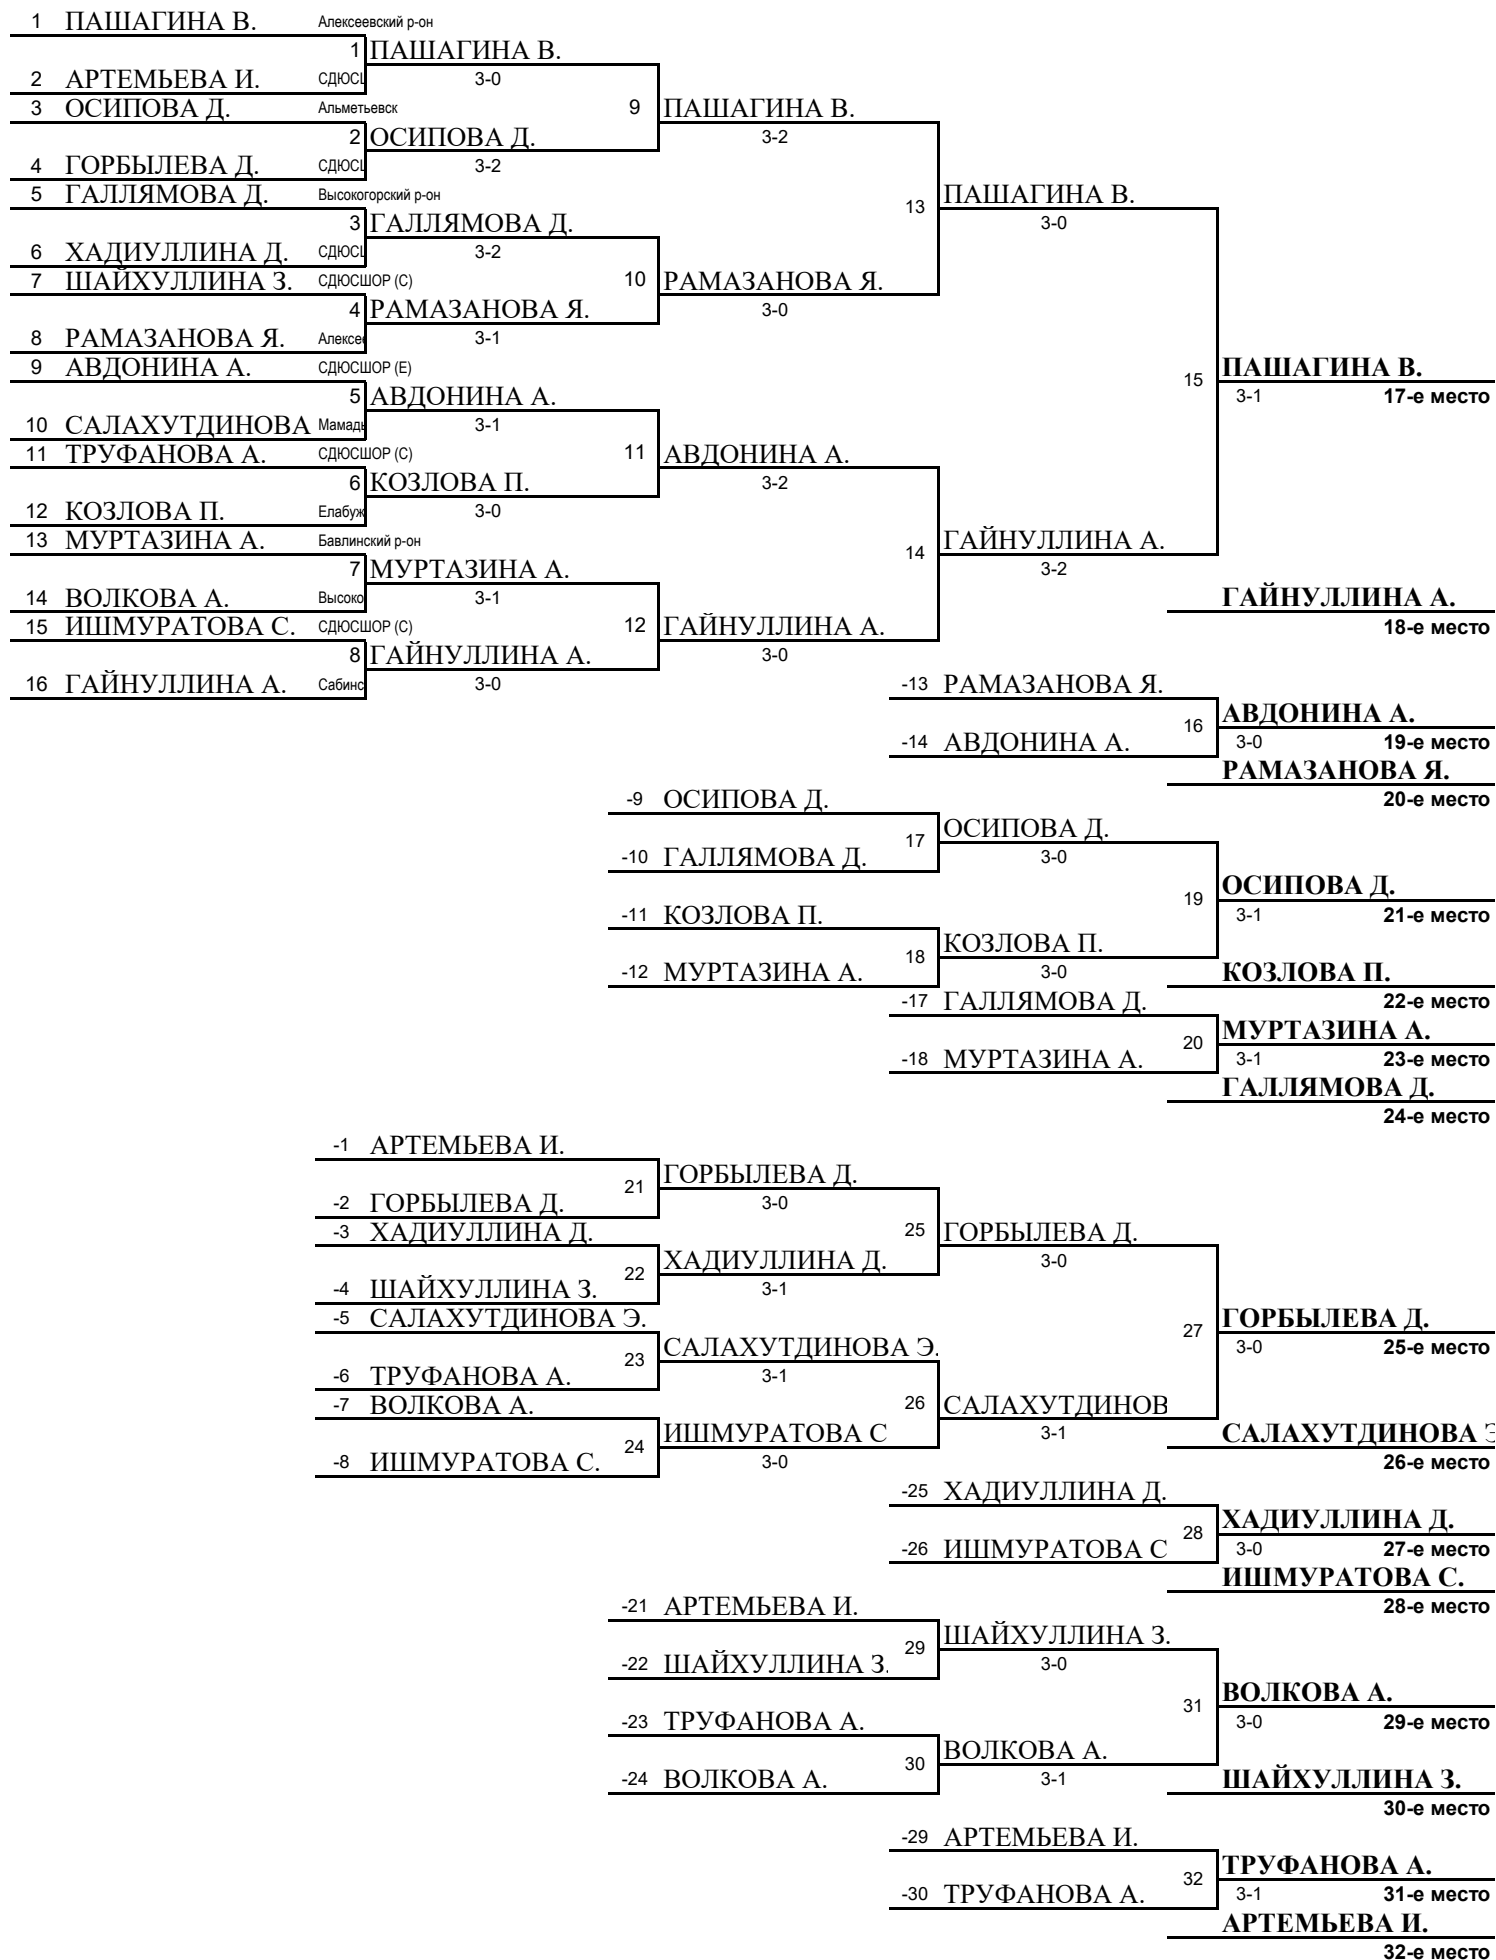 1 ПАШАГИНА В. Алексеевский р-он
1 ПАШАГИНА В.
2 АРТЕМЬЕВА И. СДЮСШ 3-0
3 ОСИПОВА Д. Альметьевск 9 ПАШАГИНА В.
2 ОСИПОВА Д. 3-2
4 ГОРБЫЛЕВА Д. СДЮСШ 3-2
5 ГАЛЛЯМОВА Д. Высокогорский р-он 13 ПАШАГИНА В.
3 ГАЛЛЯМОВА Д. 3-0
6 ХАДИУЛЛИНА Д. СДЮСШ 3-2
7 ШАЙХУЛЛИНА З. СДЮСШОР (С) 10 РАМАЗАНОВА Я.
4 РАМАЗАНОВА Я. 3-0
8 РАМАЗАНОВА Я. Алексее 3-1
9 АВДОНИНА А. СДЮСШОР (Е) 15 ПАШАГИНА В.
5 АВДОНИНА А. 3-1 17-е место
10 САЛАХУТДИНОВА Мамады 3-1
11 ТРУФАНОВА А. СДЮСШОР (С) 11 АВДОНИНА А.
6 КОЗЛОВА П. 3-2
12 КОЗЛОВА П. Елабуж 3-0
13 МУРТАЗИНА А. Бавлинский р-он 14 ГАЙНУЛЛИНА А.
7 МУРТАЗИНА А. 3-2
14 ВОЛКОВА А. Высоко 3-1 ГАЙНУЛЛИНА А.
15 ИШМУРАТОВА С. СДЮСШОР (С) 12 ГАЙНУЛЛИНА А. 18-е место
8 ГАЙНУЛЛИНА А. 3-0
16 ГАЙНУЛЛИНА А. Сабинс 3-0 -13 РАМАЗАНОВА Я.
16 АВДОНИНА А.
-14 АВДОНИНА А. 3-0 19-е место
РАМАЗАНОВА Я.
-9 ОСИПОВА Д. 20-е место
17 ОСИПОВА Д.
-10 ГАЛЛЯМОВА Д. 3-0
19 ОСИПОВА Д.
-11 КОЗЛОВА П. 3-1 21-е место
18 КОЗЛОВА П.
-12 МУРТАЗИНА А. 3-0 КОЗЛОВА П.
-17 ГАЛЛЯМОВА Д. 22-е место
20 МУРТАЗИНА А.
-18 МУРТАЗИНА А. 3-1 23-е место
ГАЛЛЯМОВА Д.
24-е место
-1 АРТЕМЬЕВА И.
21 ГОРБЫЛЕВА Д.
-2 ГОРБЫЛЕВА Д. 3-0
-3 ХАДИУЛЛИНА Д. 25 ГОРБЫЛЕВА Д.
22 ХАДИУЛЛИНА Д. 3-0
-4 ШАЙХУЛЛИНА З. 3-1
-5 САЛАХУТДИНОВА Э. 27 ГОРБЫЛЕВА Д.
23 САЛАХУТДИНОВА Э. 3-0 25-е место
-6 ТРУФАНОВА А. 3-1
-7 ВОЛКОВА А. 26 САЛАХУТДИНОВ
24 ИШМУРАТОВА С 3-1 САЛАХУТДИНОВА Э
-8 ИШМУРАТОВА С. 3-0 26-е место
-25 ХАДИУЛЛИНА Д.
28 ХАДИУЛЛИНА Д.
-26 ИШМУРАТОВА С 3-0 27-е место
ИШМУРАТОВА С.
-21 АРТЕМЬЕВА И. 28-е место
29 ШАЙХУЛЛИНА З.
-22 ШАЙХУЛЛИНА З. 3-0
31 ВОЛКОВА А.
-23 ТРУФАНОВА А. 3-0 29-е место
30 ВОЛКОВА А.
-24 ВОЛКОВА А. 3-1 ШАЙХУЛЛИНА З.
30-е место
-29 АРТЕМЬЕВА И.
32 ТРУФАНОВА А.
-30 ТРУФАНОВА А. 3-1 31-е место
АРТЕМЬЕВА И.
32-е место